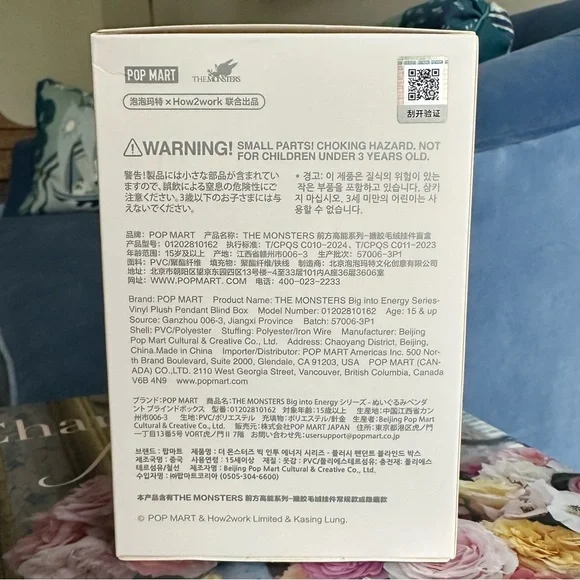 POP MART
THE MONSTERS
泡泡玛特×How2work 联合出品
刮开验证
WARNING! SMALL PARTS! CHOKING HAZARD. NOT
FOR CHILDREN UNDER 3 YEARS OLD.
警告!製品には小さな部品が含まれてい
ますので、誤飲による窒息の危険性にご
注意ください。3歳以下のお子さまには与
えないでください。
* 경고: 이 제품은 질식의 위험이 있는
작은 부품을 포함하고 있습니다. 상키
지 마십시오, 3세 미만의 어린아는 사
용할 수 없습니다.
品牌: POP MART 产品名称: THE MONSTERS 前方高能系列-搪胶毛绒挂件盲盒
产品型号: 01202810162 执行标准: T/CPQS C010-2024、T/CPQS C011-2023
年龄范围: 15岁及以上 产地: 江西省赣州市006-3 生产批次: 57006-3P1
面料: PVC/聚酯纤维 填充物: 聚酯纤维/铁线 制造商: 北京泡泡玛特文化创意有限公司
地址: 北京市朝阳区望京东园四区13号楼-4至33层101内A座36层3606室
网址: WWW.POPMART.COM 电话: 400-023-2233
Brand: POP MART Product Name: THE MONSTERS Big into Energy Series-
Vinyl Plush Pendant Blind Box Model Number: 01202810162 Age: 15 & up
Source: Ganzhou 006-3, Jiangxi Province Batch: 57006-3P1
Shell: PVC/Polyester Stuffing: Polyester/Iron Wire Manufacturer: Beijing
Pop Mart Cultural & Creative Co., Ltd. Address: Chaoyang District, Beijing,
China.Made in China Importer/Distributor: POP MART Americas Inc. 500 Nor-
th Brand Boulevard, Suite 2000, Glendale, CA 91203, USA POP MART (CAN-
ADA) CO.,LTD. 2110-West Georgia Street, Vancouver, British Columbia, Canada
V6B 4N9 www.popmart.com
ブランド: POP MART 商品名: THE MONSTERS Big into Energy シリーズ - ぬいぐるみペンダ
ント ブラインドボックス 型番: 01202810162 対象年齢: 15歳以上 生産地: 中国江西省カン
州市006-3 生地: PVC/ポリエステル 充填物: ポリエステル/針金 生産者: Beijing Pop Mart
Cultural & Creative Co., Ltd. 販売元: 株式会社POP MART JAPAN 住所: 東京都港区虎ノ門
一丁目13番5号 VORT虎ノ門II 7階 お問い合わせ先: usersupport@popmart.co.jp
브랜드: 팝마트 제품명: 더 몬스터즈 빅 인투 에너지 시리즈 - 플러시 팬던트 블라인드 박스
제조국: 중국 사용연령: 15세이상 재질: 겉감: PVC/폴리에스테르섬유; 충전재: 폴리에스
테르섬유/철선 제조자명: Beijing Pop Mart Cultural & Creative Co., Ltd.
수입자명: ㈜팝마트코리아 (0505-304-6600)
本产品含有THE MONSTERS 前方高能系列-搪胶毛绒挂件常规款或隐藏款
© POP MART & How2work Limited & Kasing Lung.